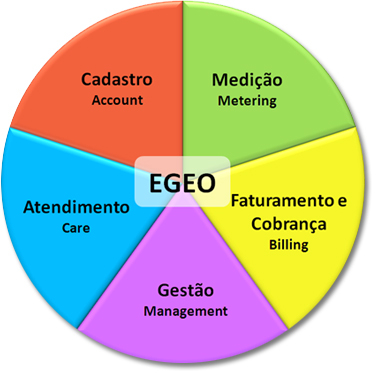 Cadastro
Account
Medição
Metering
EGEO
Atendimento
Care
Faturamento e
Cobrança
Billing
Gestão
Management